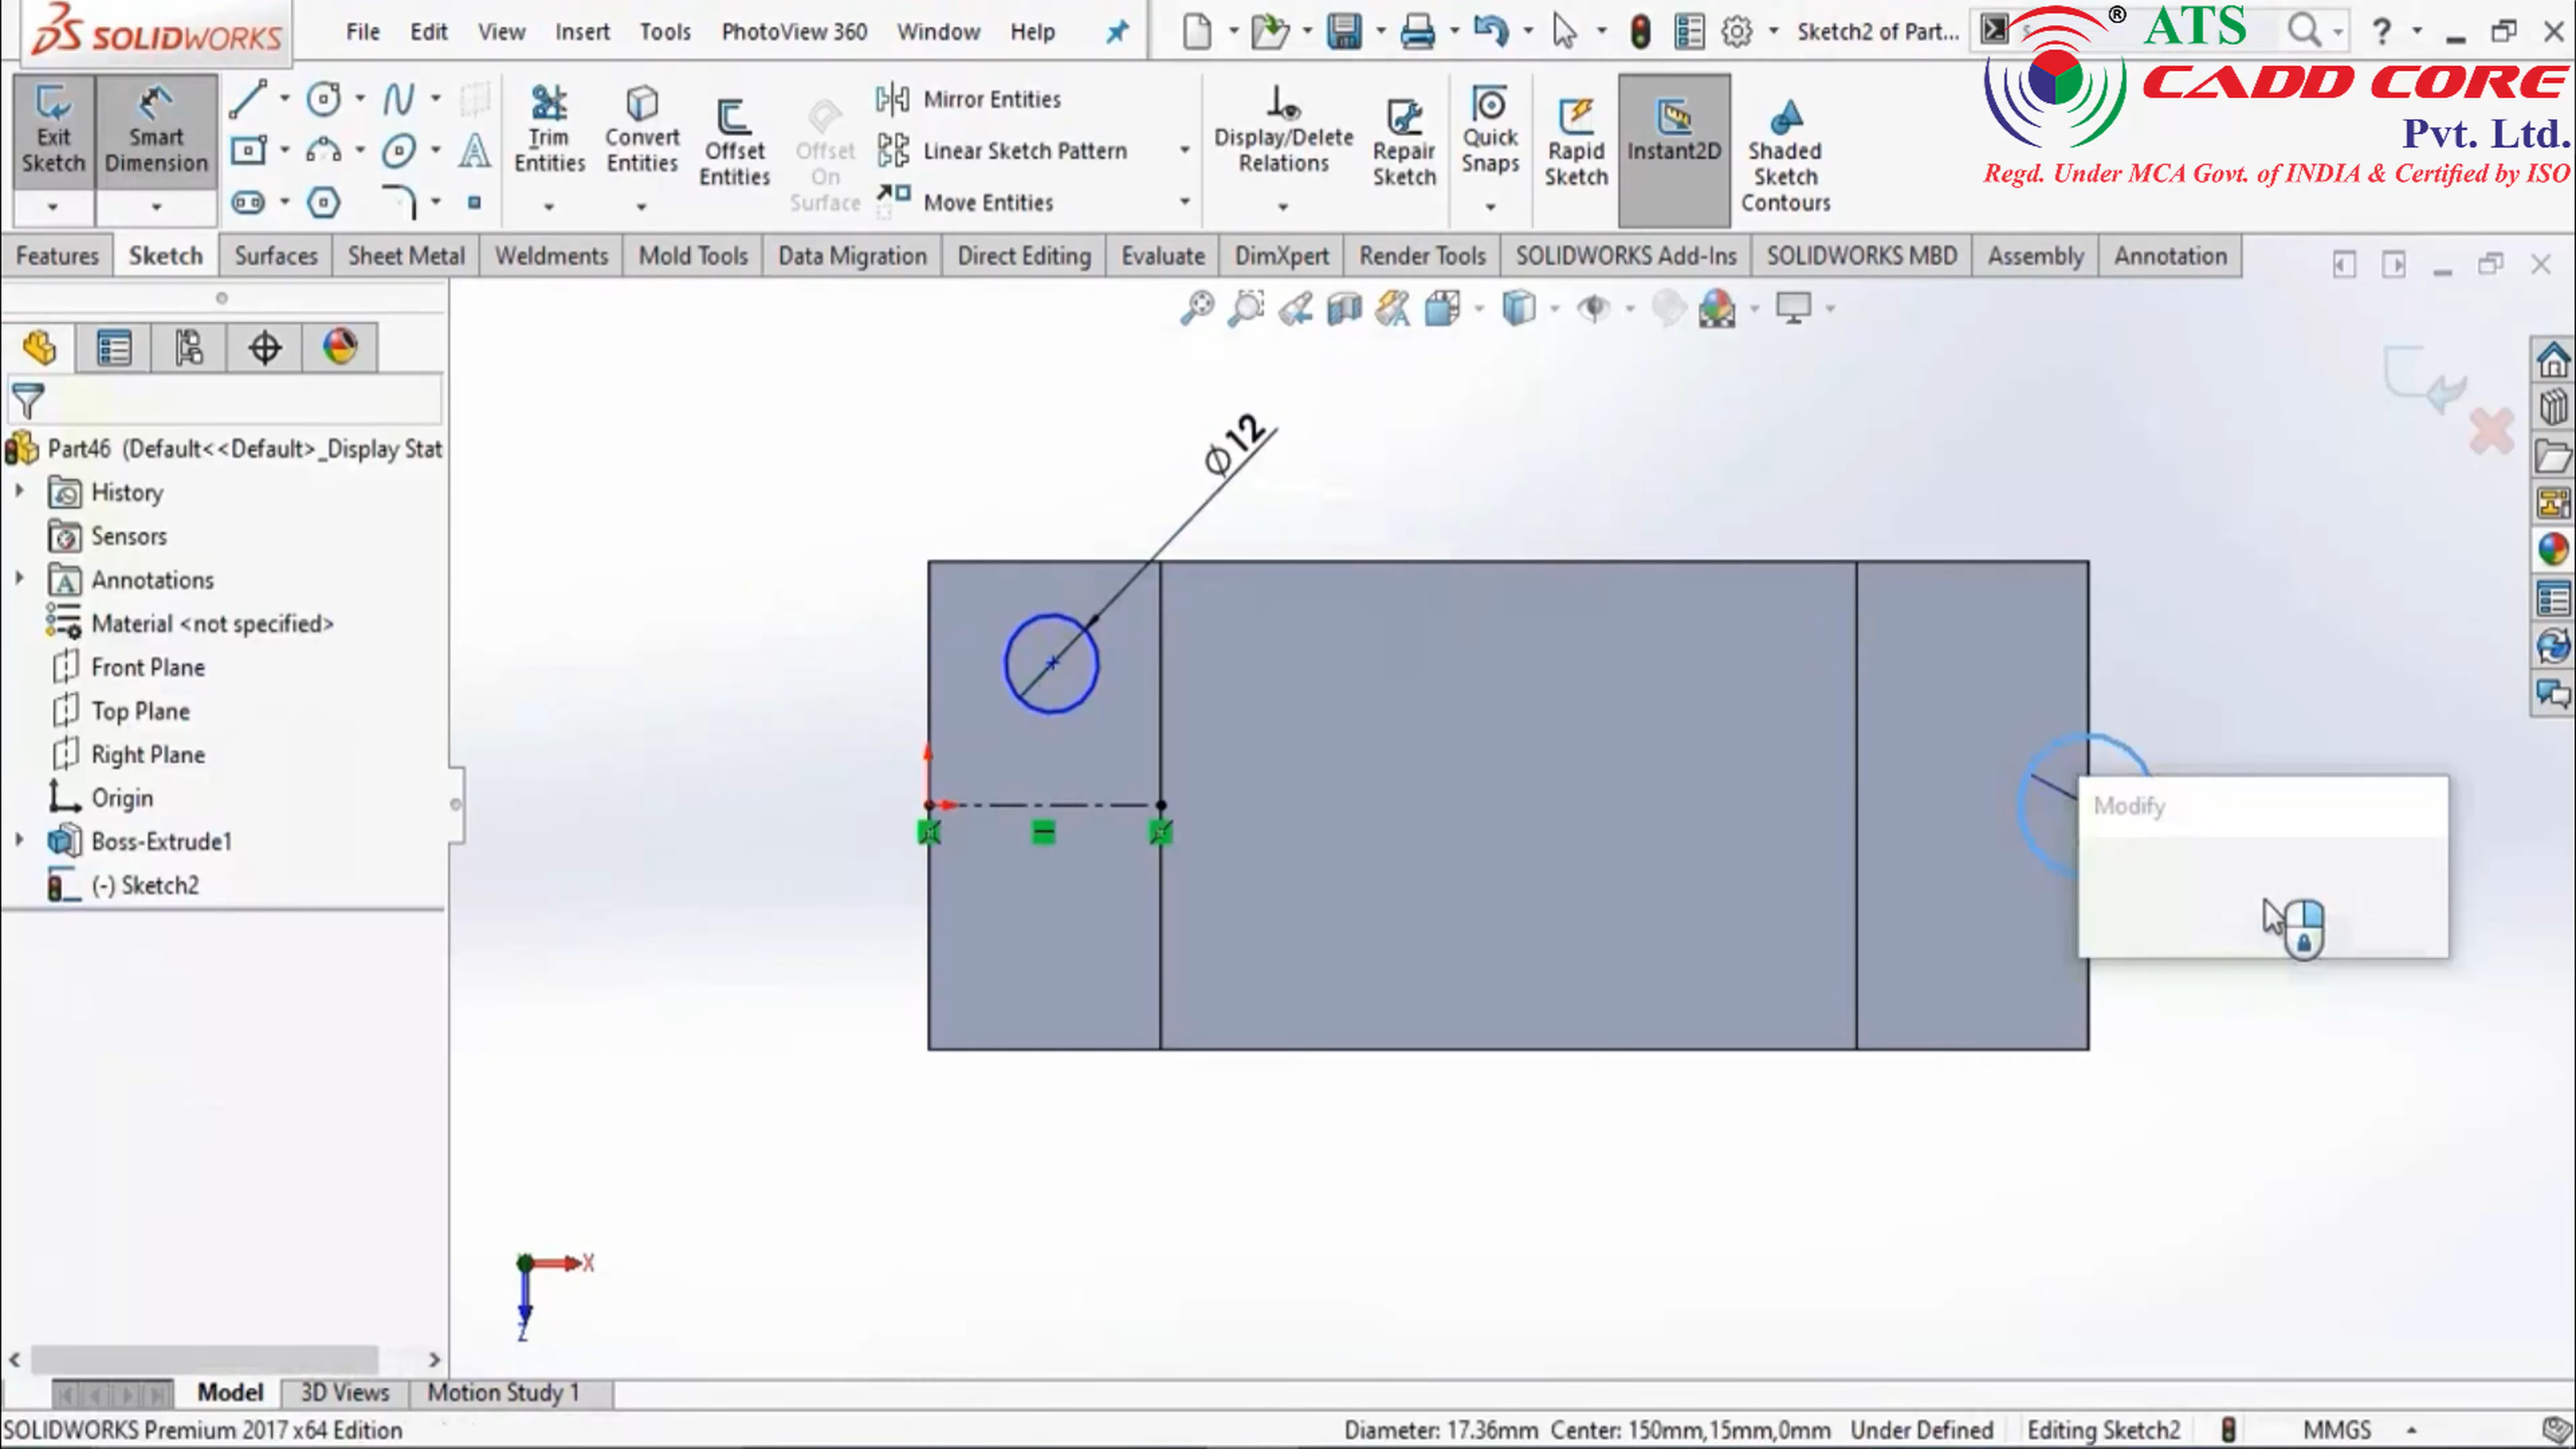 SOLIDWORKS
File Edit View Insert Tools PhotoView 360 Window Help
Sketch2 of Part...
s
?
® ATS
CADD CORE
Pvt. Ltd.
Regd. Under MCA Govt. of INDIA & Certified by ISO
Exit Sketch
Smart Dimension
Trim Entities
Convert Entities
Offset Entities
Offset On Surface
Mirror Entities
Linear Sketch Pattern
Move Entities
Display/Delete Relations
Repair Sketch
Quick Snaps
Rapid Sketch
Instant2D
Shaded Sketch Contours
Features Sketch Surfaces Sheet Metal Weldments Mold Tools Data Migration Direct Editing Evaluate DimXpert Render Tools SOLIDWORKS Add-Ins SOLIDWORKS MBD Assembly Annotation
Part46 (Default<<Default>_Display Stat
History
Sensors
Annotations
Material <not specified>
Front Plane
Top Plane
Right Plane
Origin
Boss-Extrude1
(-) Sketch2
⌀12
Modify
X
Z
Model 3D Views Motion Study 1
SOLIDWORKS Premium 2017 x64 Edition
Diameter: 17.36mm Center: 150mm,15mm,0mm Under Defined Editing Sketch2 MMGS